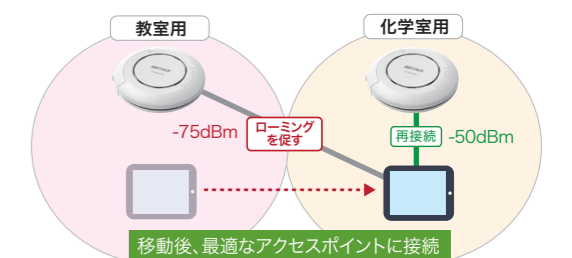 教室用
化学室用
-75dBm
ローミング
を促す
再接続
-50dBm
移動後、最適なアクセスポイントに接続